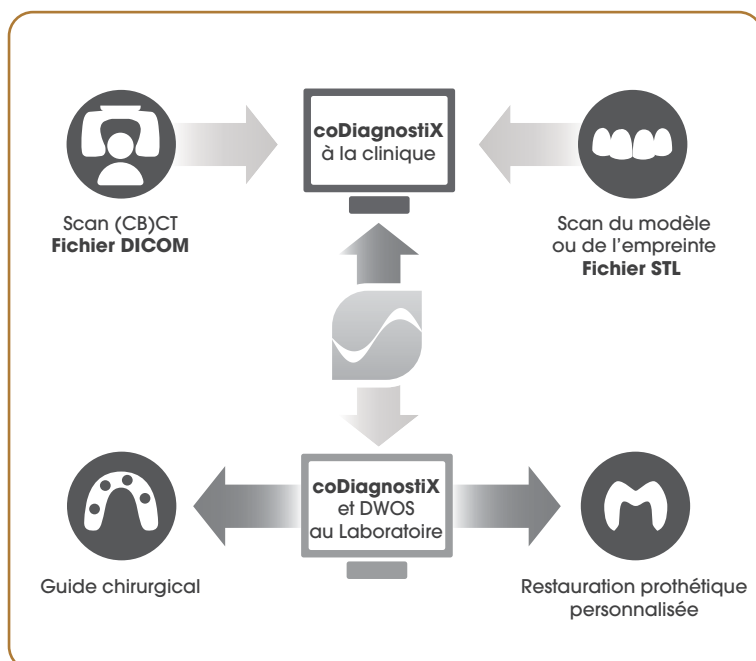 coDiagnostiX
à la clinique
Scan (CB)CT
Fichier DICOM
Scan du modèle
ou de l’empreinte
Fichier STL
coDiagnostiX
et DWOS
au Laboratoire
Guide chirurgical
Restauration prothétique
personnalisée